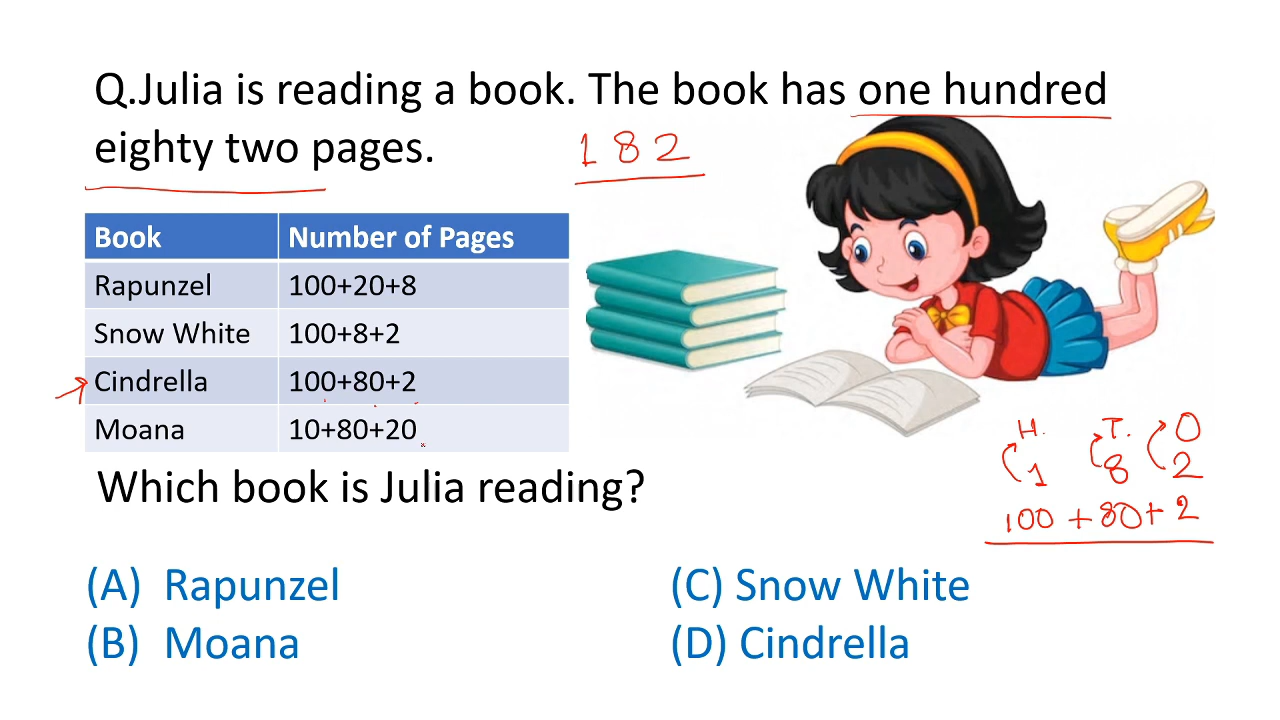 Q.Julia is reading a book. The book has one hundred
eighty two pages.
182
Book Number of Pages
Rapunzel 100+20+8
Snow White 100+8+2
Cindrella 100+80+2
Moana 10+80+20
H. T. O
1 8 2
100 + 80 + 2
Which book is Julia reading?
(A) Rapunzel (C) Snow White
(B) Moana (D) Cindrella